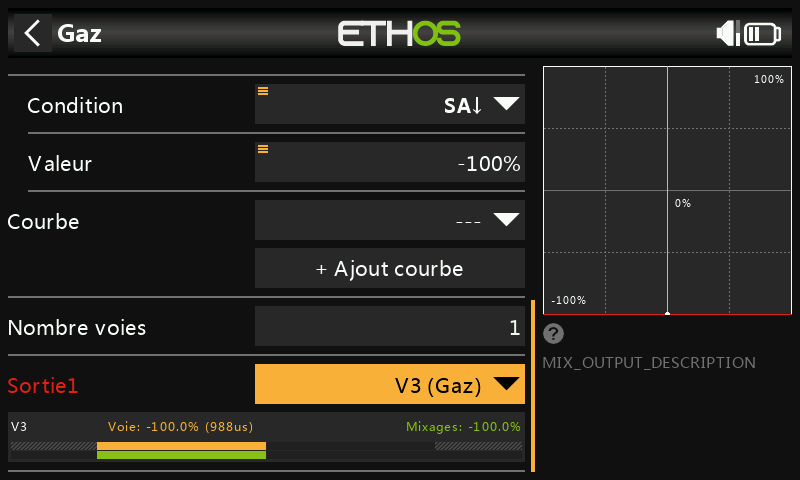 Gaz
ETHOS
Condition
SA↓
Valeur
-100%
Courbe
---
+ Ajout courbe
Nombre voies
1
Sortie1
V3 (Gaz)
V3 Voie: -100.0% (988us) Mixages: -100.0%
100%
0%
-100%
?
MIX_OUTPUT_DESCRIPTION